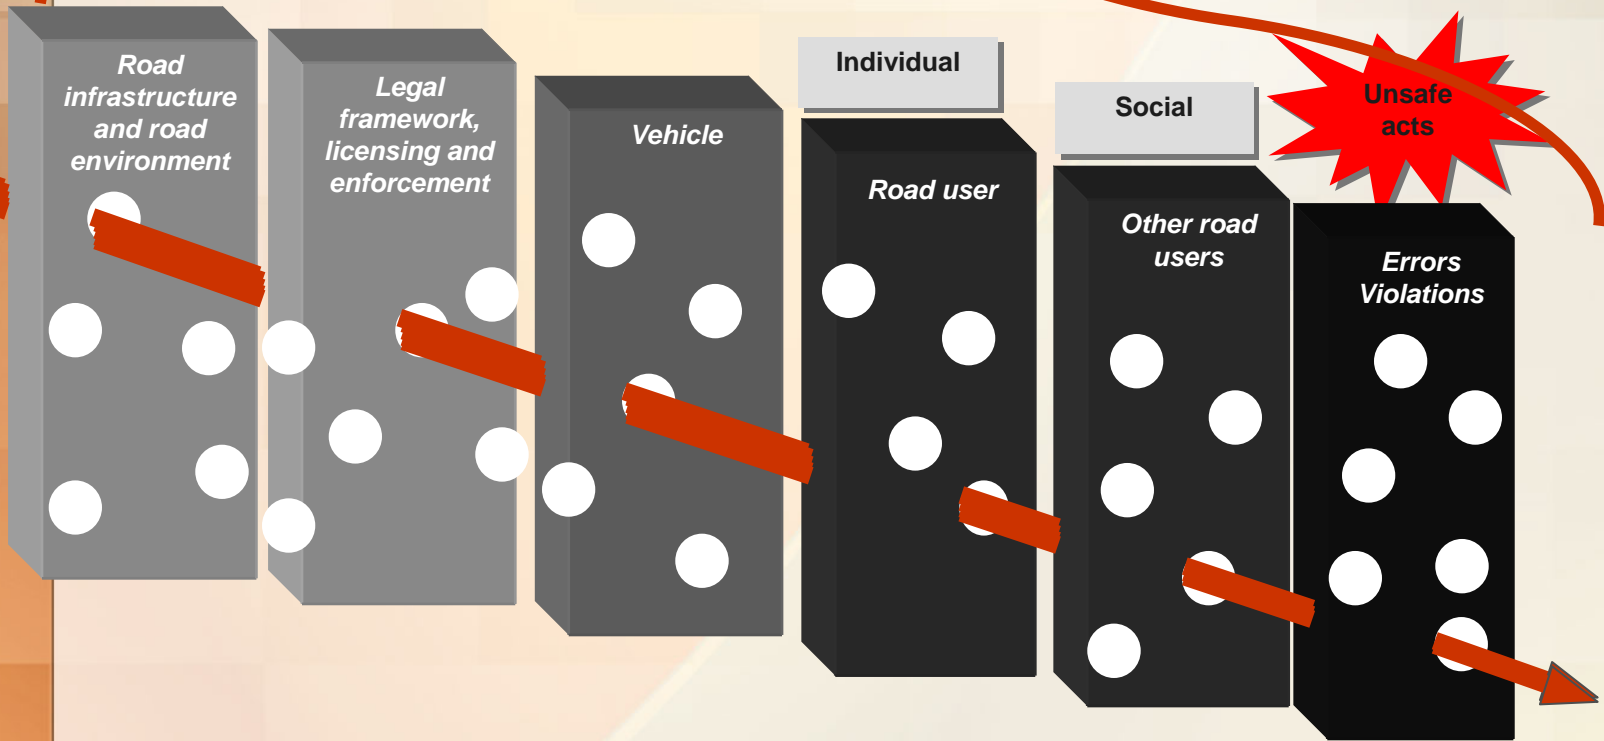 Road
infrastructure
and road
environment
Legal
framework,
licensing and
enforcement
Vehicle
Individual
Road user
Social
Other road
users
Unsafe
acts
Errors
Violations